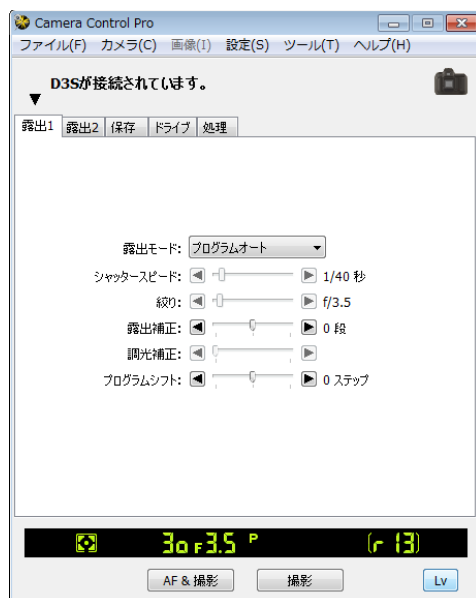 Camera Control Pro
ファイル(F) カメラ(C) 画像(I) 設定(S) ツール(T) ヘルプ(H)
D3Sが接続されています。
露出1 露出2 保存 ドライブ 処理
露出モード: プログラムオート
シャッタースピード: 1/40 秒
絞り: f/3.5
露出補正: 0 段
調光補正:
プログラムシフト: 0 ステップ
30 F3.5 P (r 13)
AF & 撮影 撮影 Lv